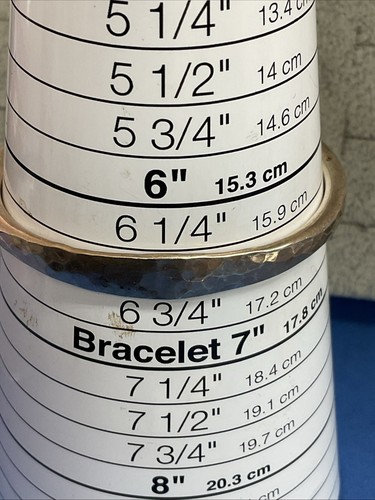 5 1/4" 13.4 cm
5 1/2" 14 cm
5 3/4" 14.6 cm
6" 15.3 cm
6 1/4" 15.9 cm
6 3/4" 17.2 cm
Bracelet 7" 17.8 cm
7 1/4" 18.4 cm
7 1/2" 19.1 cm
7 3/4" 19.7 cm
8" 20.3 cm